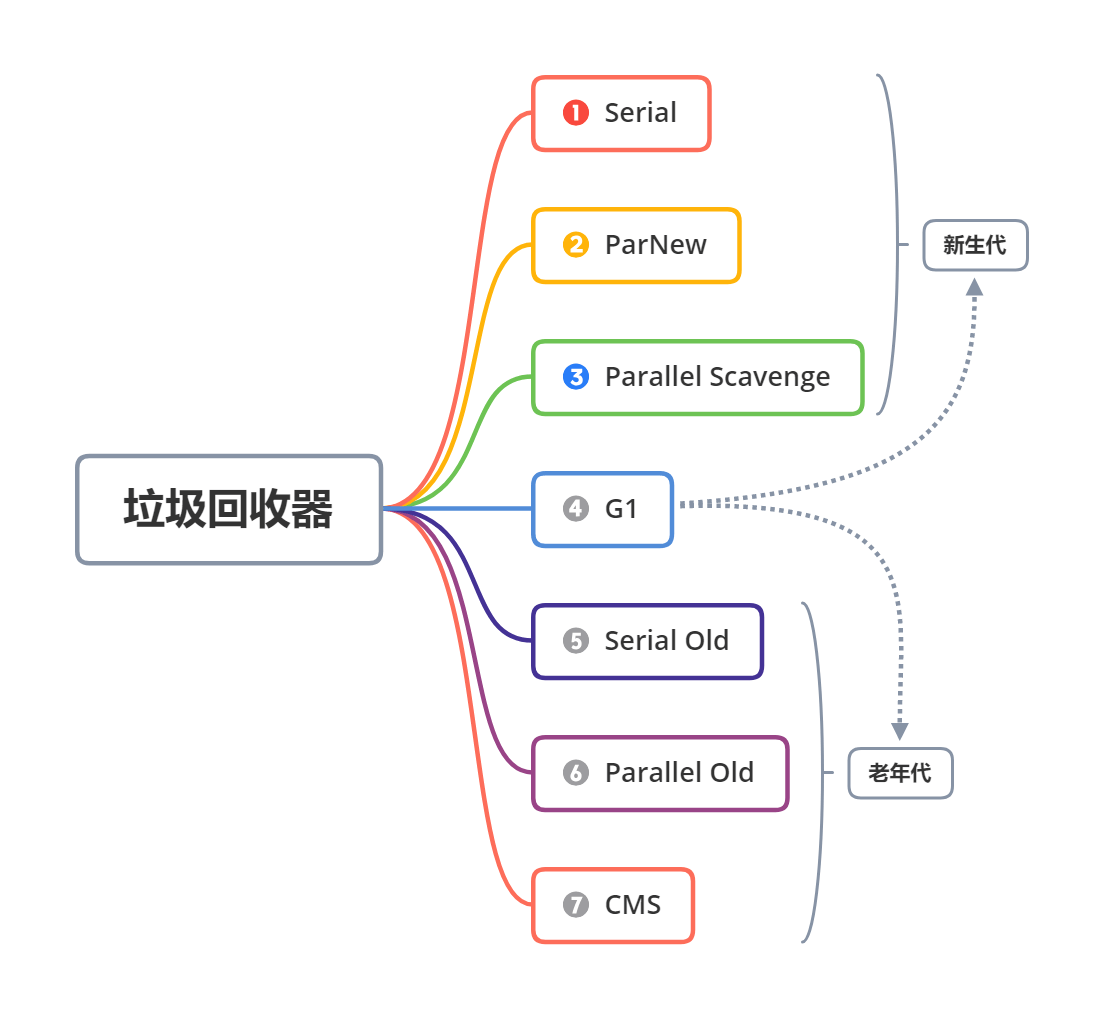 垃圾回收器
1 Serial
2 ParNew
3 Parallel Scavenge
4 G1
5 Serial Old
6 Parallel Old
7 CMS
新生代
老年代